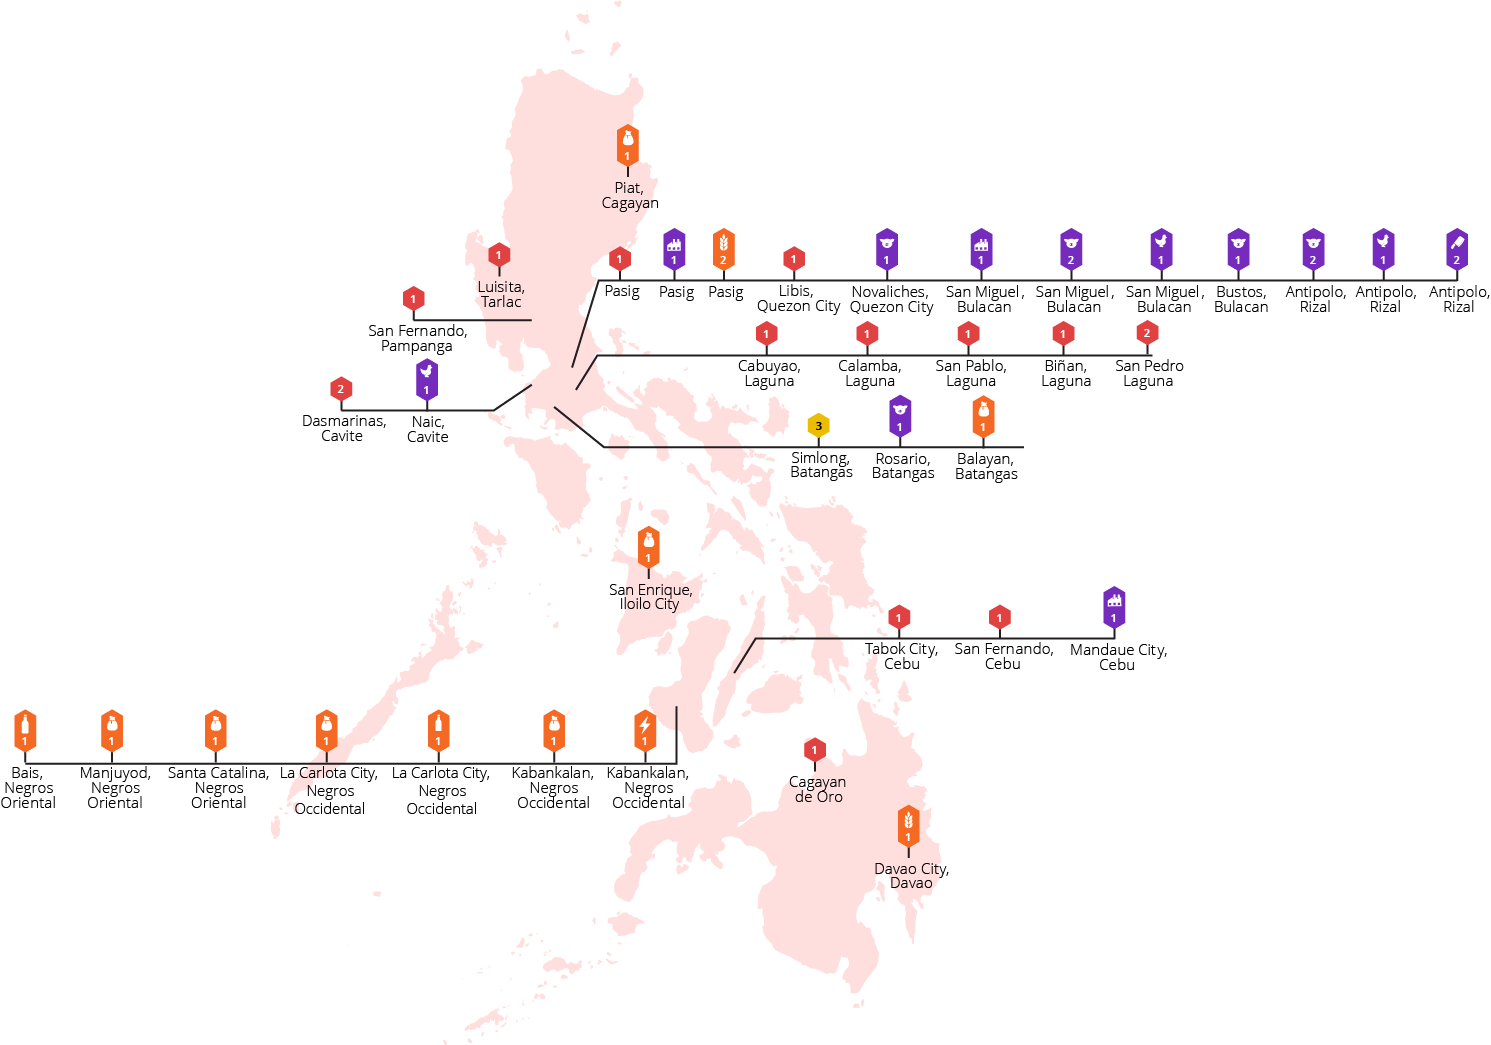 1
Piat,
Cagayan
1
Luisita,
Tarlac
1
San Fernando,
Pampanga
1
Pasig
1
Pasig
2
Pasig
1
Libis,
Quezon City
1
Novaliches,
Quezon City
1
San Miguel,
Bulacan
2
San Miguel,
Bulacan
1
San Miguel,
Bulacan
1
Bustos,
Bulacan
2
Antipolo,
Rizal
1
Antipolo,
Rizal
2
Antipolo,
Rizal
1
Cabuyao,
Laguna
1
Calamba,
Laguna
1
San Pablo,
Laguna
1
Biñan,
Laguna
2
San Pedro
Laguna
2
Dasmarinas,
Cavite
1
Naic,
Cavite
3
Simlong,
Batangas
1
Rosario,
Batangas
1
Balayan,
Batangas
1
San Enrique,
Iloilo City
1
Tabok City,
Cebu
1
San Fernando,
Cebu
1
Mandaue City,
Cebu
1
Bais,
Negros
Oriental
1
Manjuyod,
Negros
Oriental
1
Santa Catalina,
Negros
Oriental
1
La Carlota City,
Negros
Occidental
1
La Carlota City,
Negros
Occidental
1
Kabankalan,
Negros
Occidental
1
Kabankalan,
Negros
Occidental
1
Cagayan
de Oro
1
Davao City,
Davao